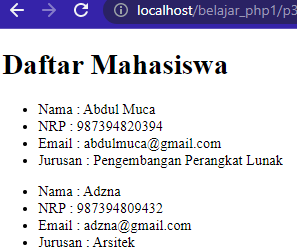 localhost/belajar_php1/p3
Daftar Mahasiswa
Nama : Abdul Muca
NRP : 987394820394
Email : abdulmuca@gmail.com
Jurusan : Pengembangan Perangkat Lunak
Nama : Adzna
NRP : 987394809432
Email : adzna@gmail.com
Jurusan : Arsitek